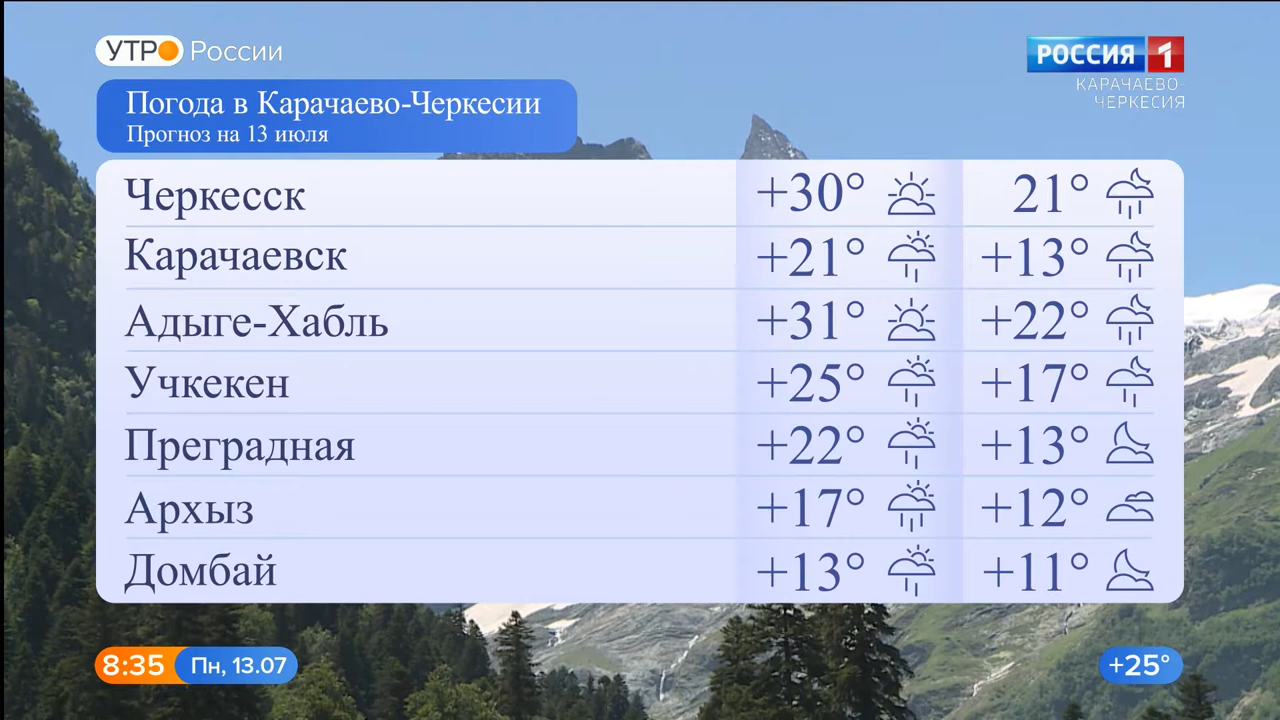 УТРО России
РОССИЯ 1
КАРАЧАЕВО-
ЧЕРКЕСИЯ
Погода в Карачаево-Черкесии
Прогноз на 13 июля
Черкесск +30° 21°
Карачаевск +21° +13°
Адыге-Хабль +31° +22°
Учкекен +25° +17°
Преградная +22° +13°
Архыз +17° +12°
Домбай +13° +11°
8:35 Пн, 13.07 +25°